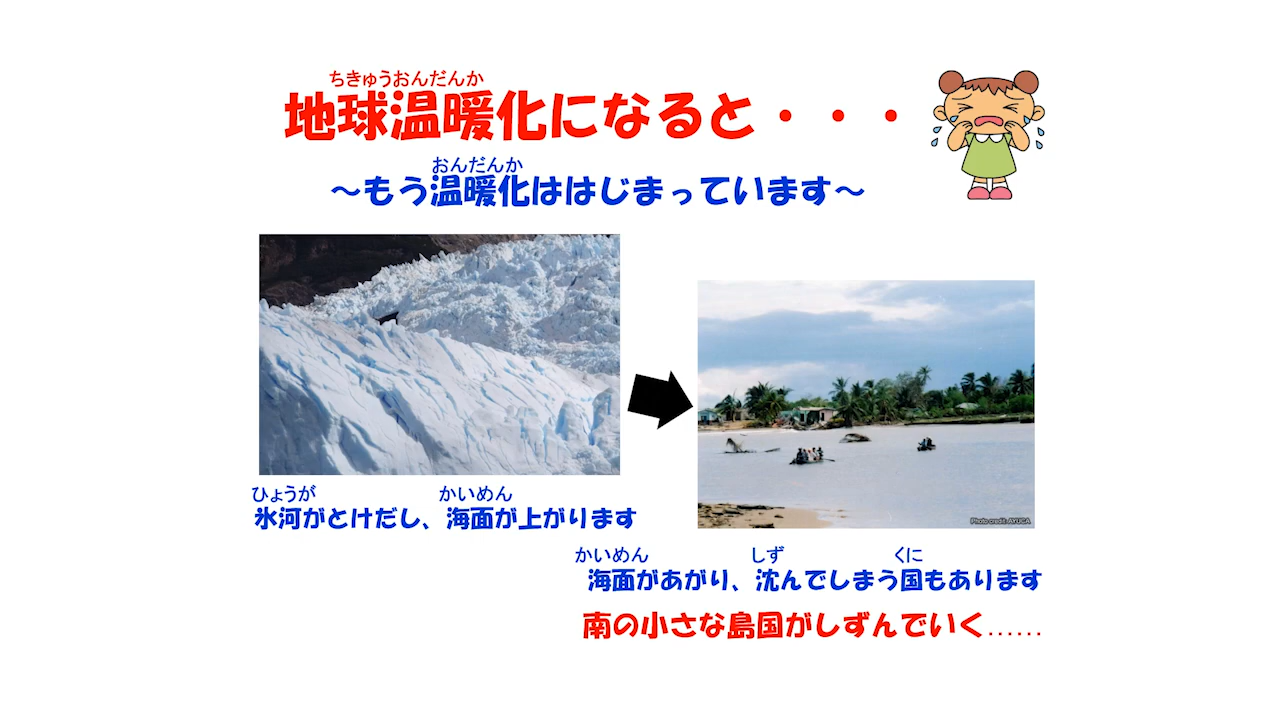 ちきゅうおんだんか
地球温暖化になると・・・
おんだんか
～もう温暖化ははじまっています～
ひょうが かいめん
氷河がとけだし、海面が上がります
Photo credit: AYUCA
かいめん しず くに
海面があがり、沈んでしまう国もあります
南の小さな島国がしずんでいく……